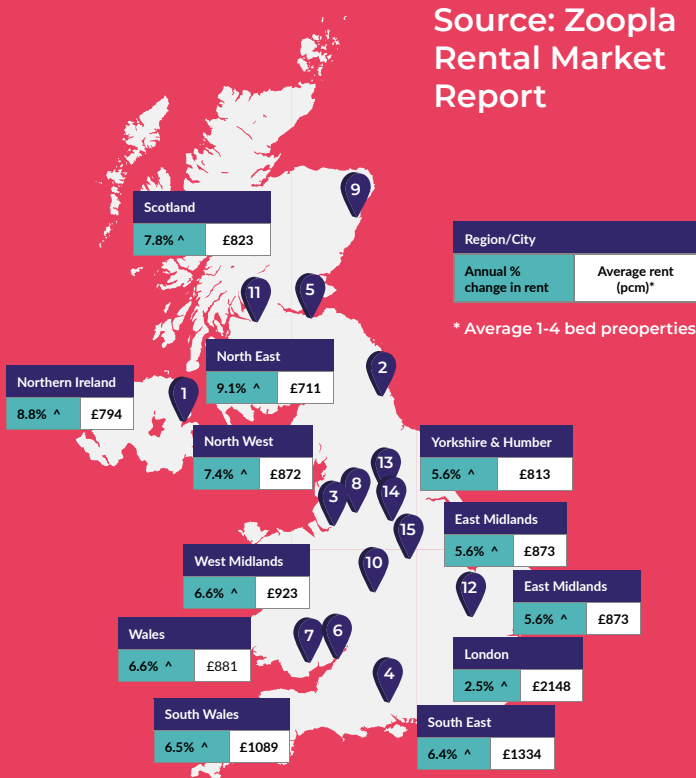 Source: Zoopla
Rental Market
Report
9
Scotland
7.8% ^ £823
Region/City
Annual %
change in rent
Average rent
(pcm)*
* Average 1-4 bed preoperties
11
5
North East
9.1% ^ £711
2
Northern Ireland
8.8% ^ £794
1
North West
7.4% ^ £872
Yorkshire & Humber
5.6% ^ £813
13
8
3
14
15
East Midlands
5.6% ^ £873
West Midlands
6.6% ^ £923
10
12
East Midlands
5.6% ^ £873
Wales
6.6% ^ £881
7
6
London
2.5% ^ £2148
4
South Wales
6.5% ^ £1089
South East
6.4% ^ £1334